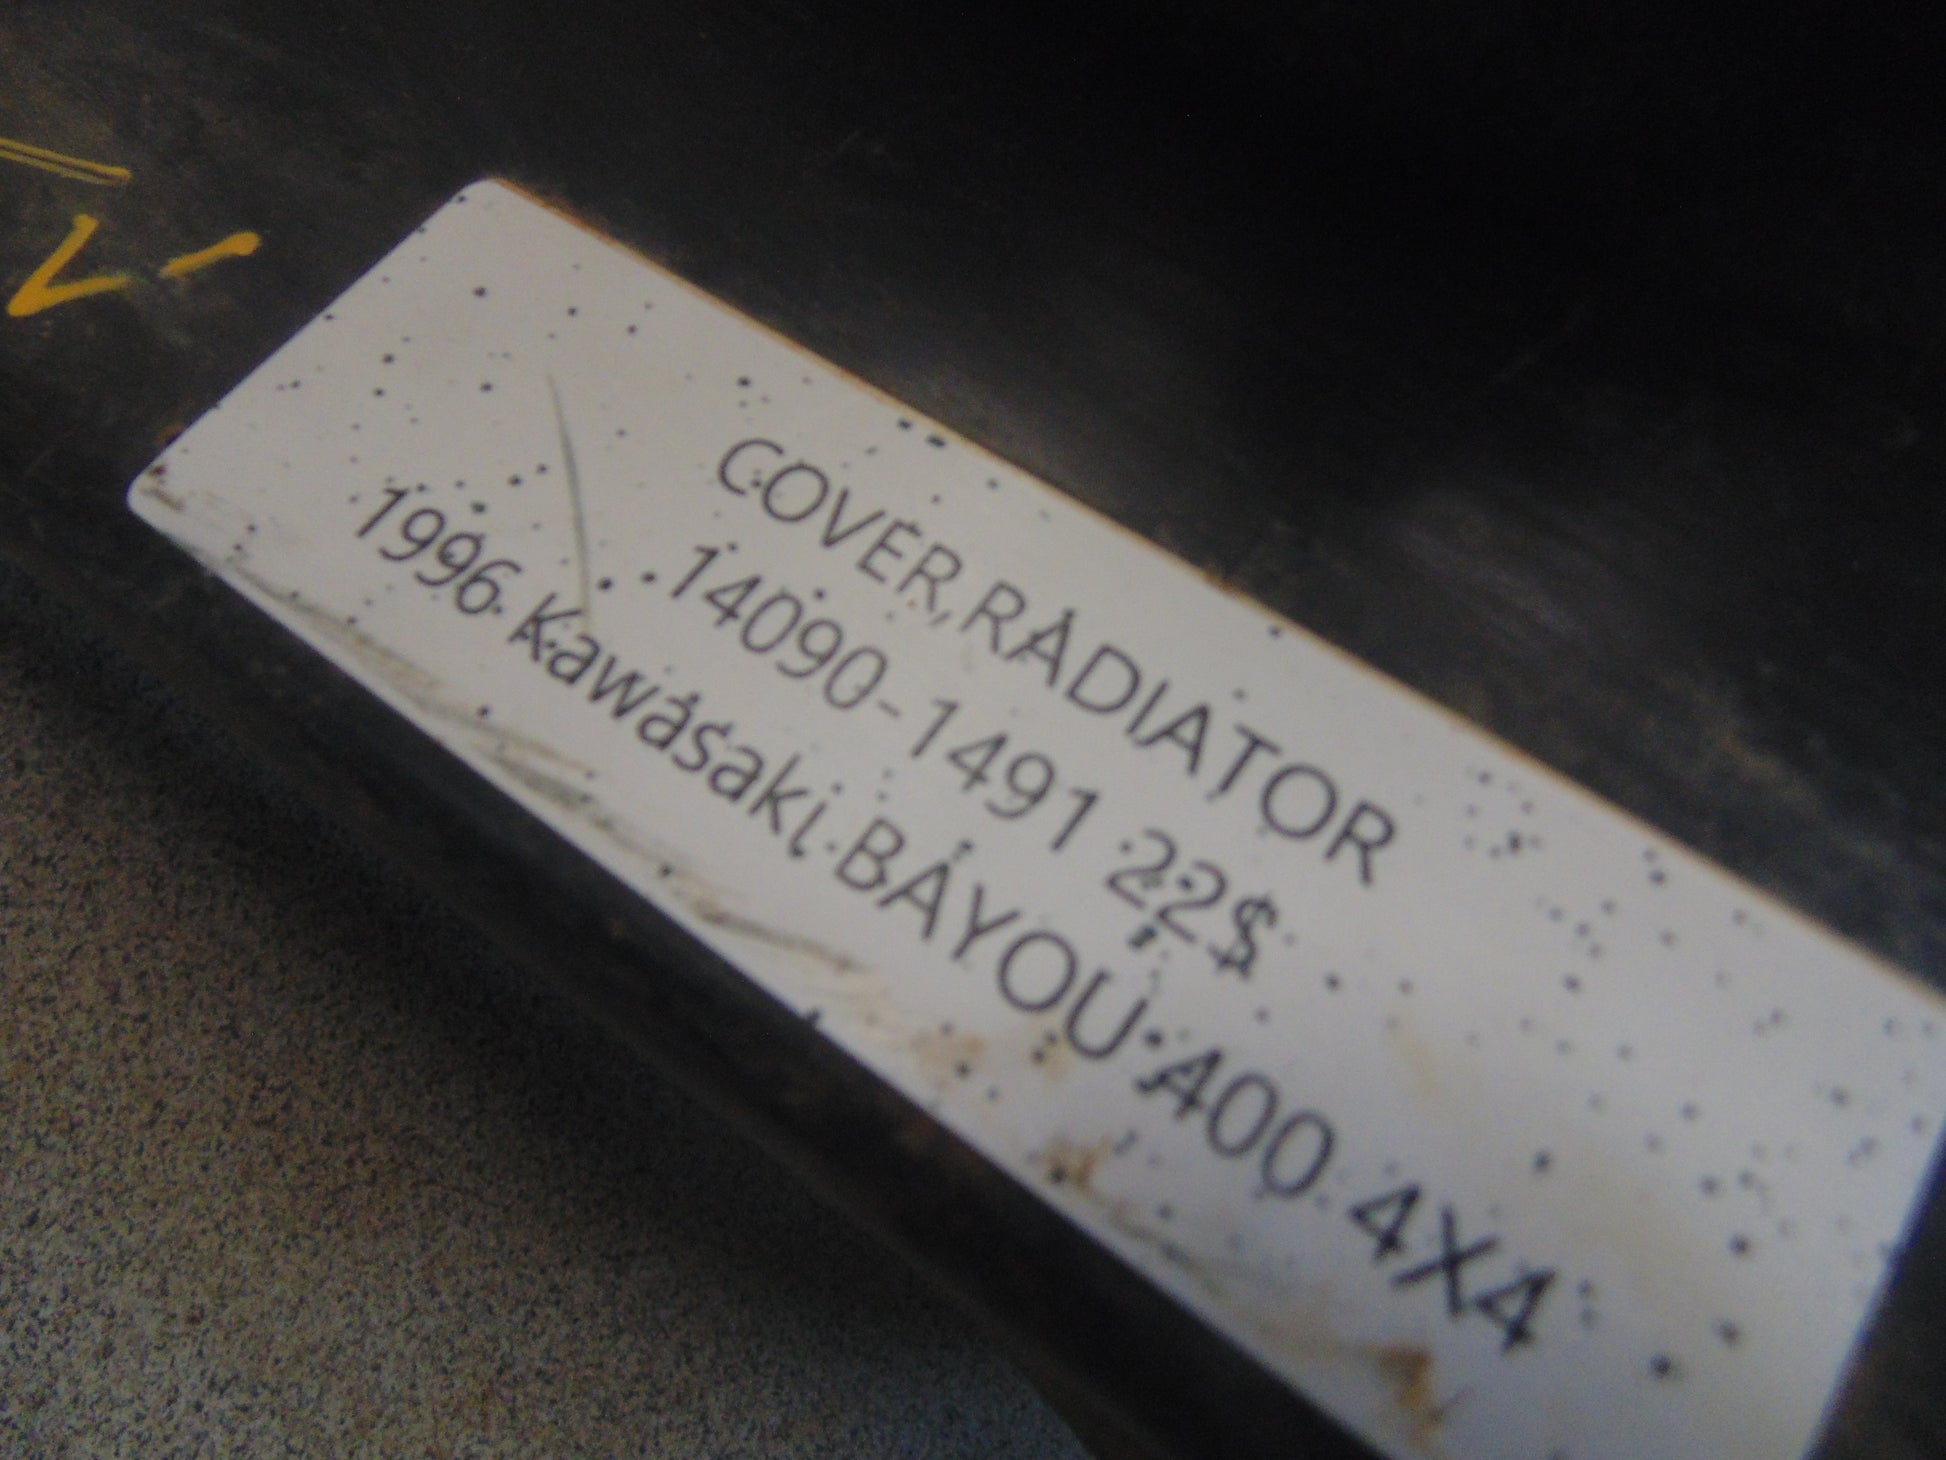 COVER,RADIATOR
14090-1491 22$
1996 Kawasaki BAYOU 400 4X4